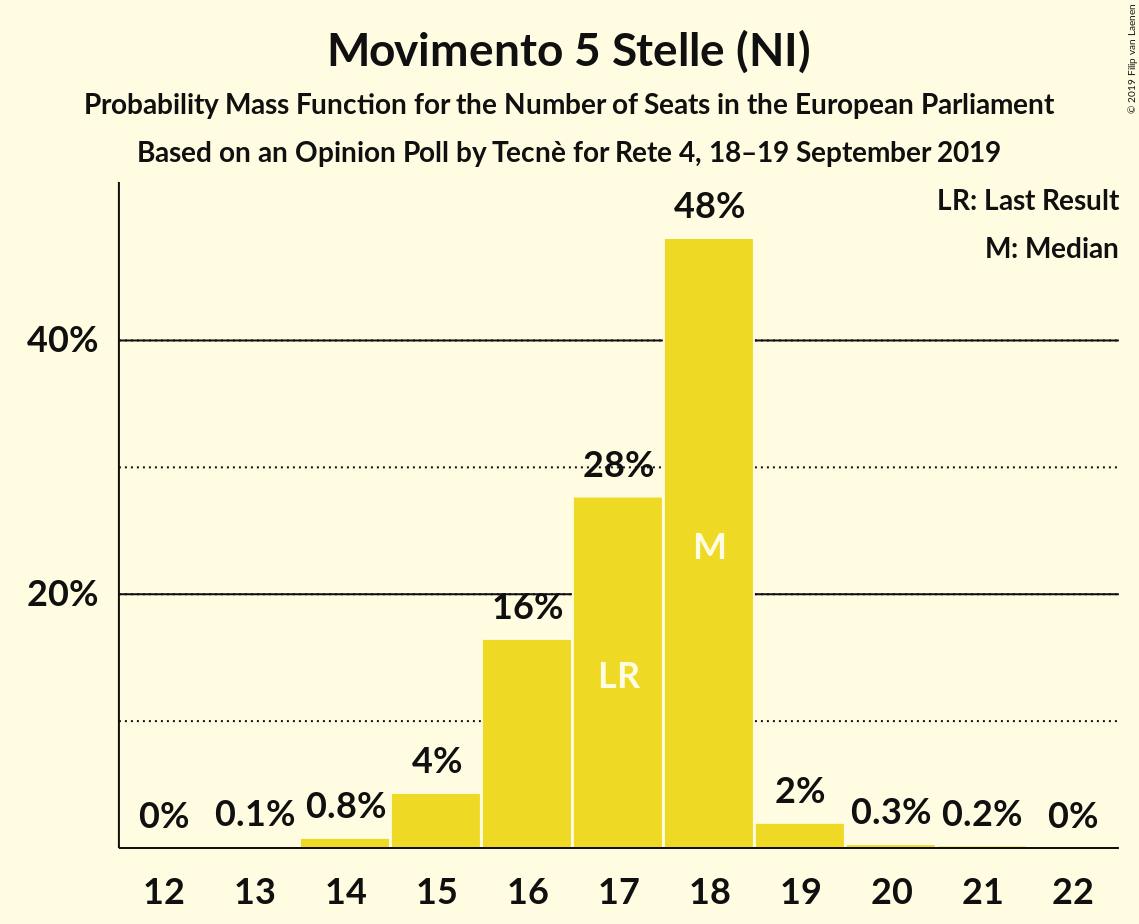 Movimento 5 Stelle (NI)
Probability Mass Function for the Number of Seats in the European Parliament
Based on an Opinion Poll by Tecnè for Rete 4, 18–19 September 2019
© 2019 Filip van Laenen
LR: Last Result
M: Median
48%
40%
28%
M
20%
16%
LR
4%
2%
0% 0.1% 0.8% 0.3% 0.2% 0%
12 13 14 15 16 17 18 19 20 21 22